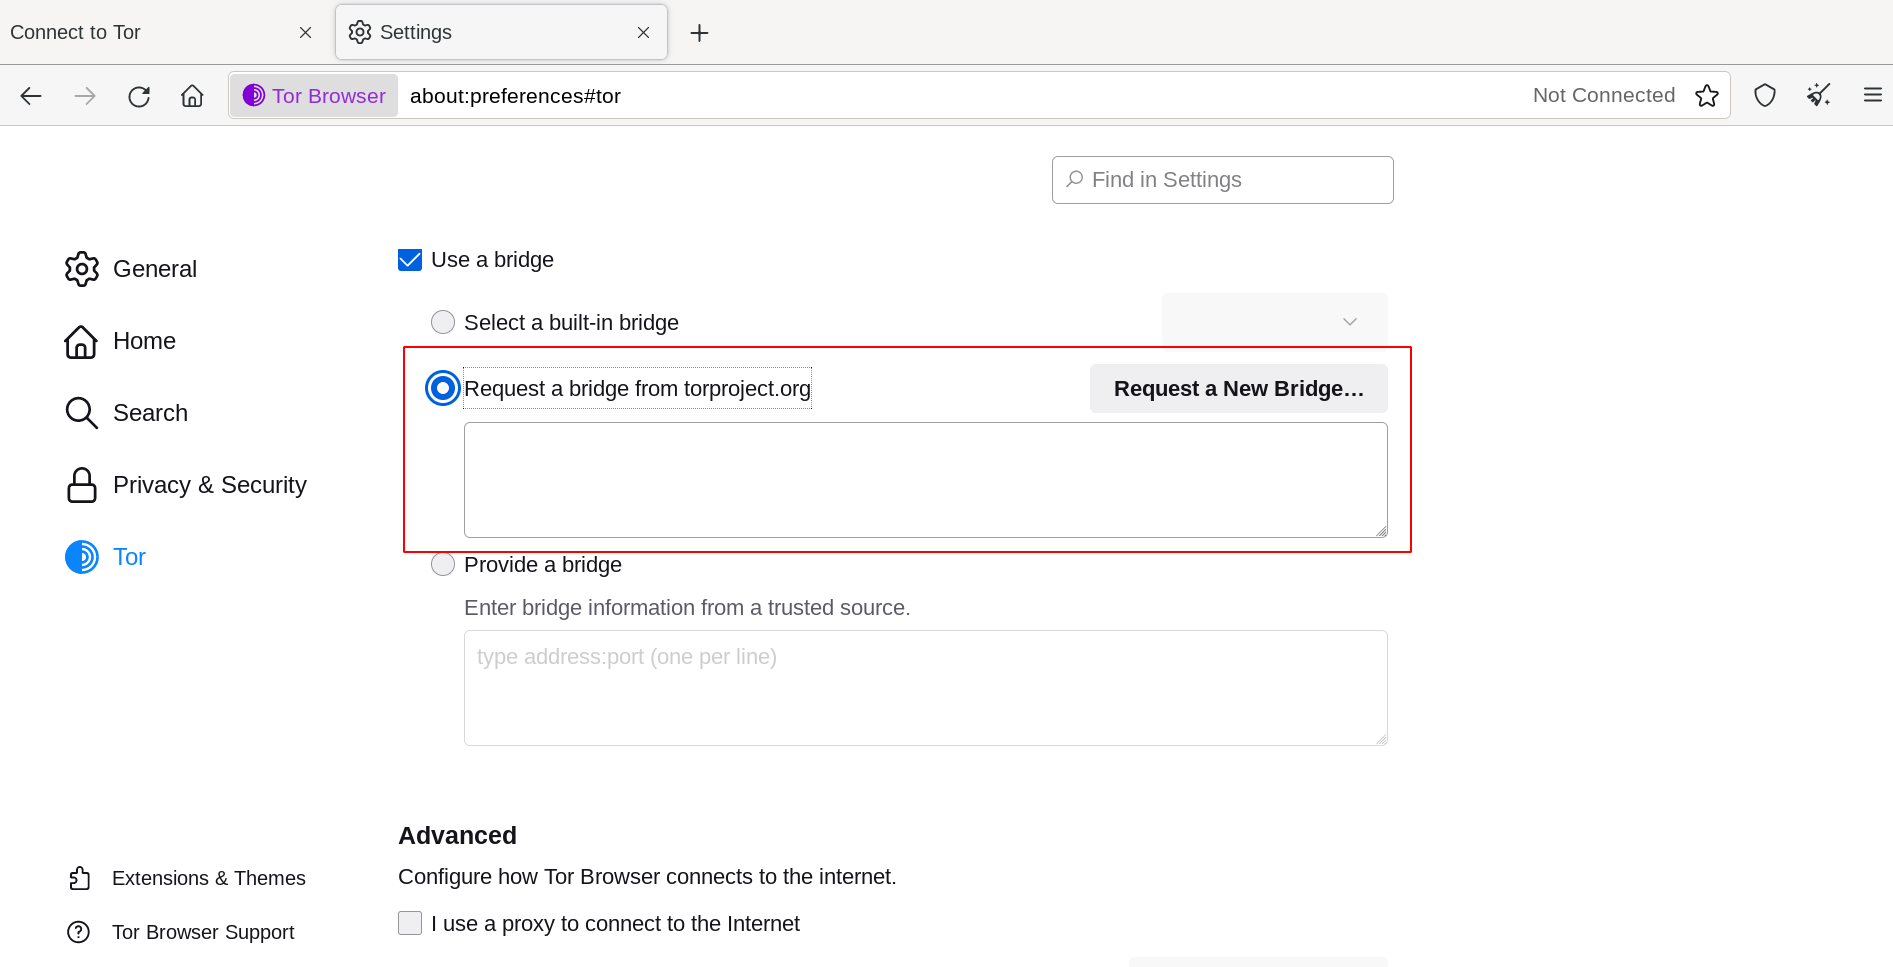 Connect to Tor
Settings
Tor Browser
about:preferences#tor
Not Connected
Find in Settings
General
Home
Search
Privacy & Security
Tor
Extensions & Themes
Tor Browser Support
Use a bridge
Select a built-in bridge
Request a bridge from torproject.org
Request a New Bridge…
Provide a bridge
Enter bridge information from a trusted source.
type address:port (one per line)
Advanced
Configure how Tor Browser connects to the internet.
I use a proxy to connect to the Internet